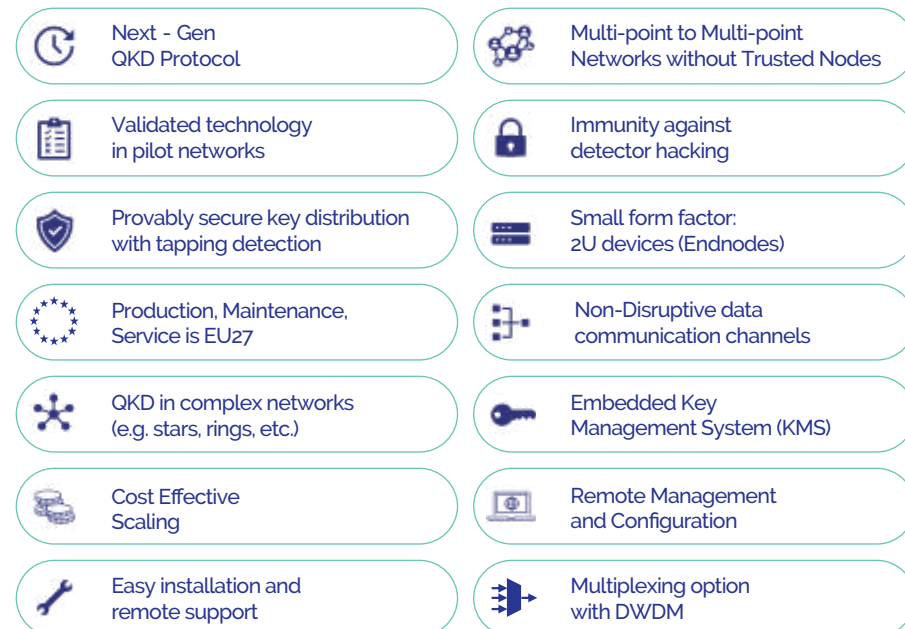 Next - Gen
QKD Protocol
Multi-point to Multi-point
Networks without Trusted Nodes
Validated technology
in pilot networks
Immunity against
detector hacking
Provably secure key distribution
with tapping detection
Small form factor:
2U devices (Endnodes)
Production, Maintenance,
Service is EU27
Non-Disruptive data
communication channels
QKD in complex networks
(e.g. stars, rings, etc.)
Embedded Key
Management System (KMS)
Cost Effective
Scaling
Remote Management
and Configuration
Easy installation and
remote support
Multiplexing option
with DWDM